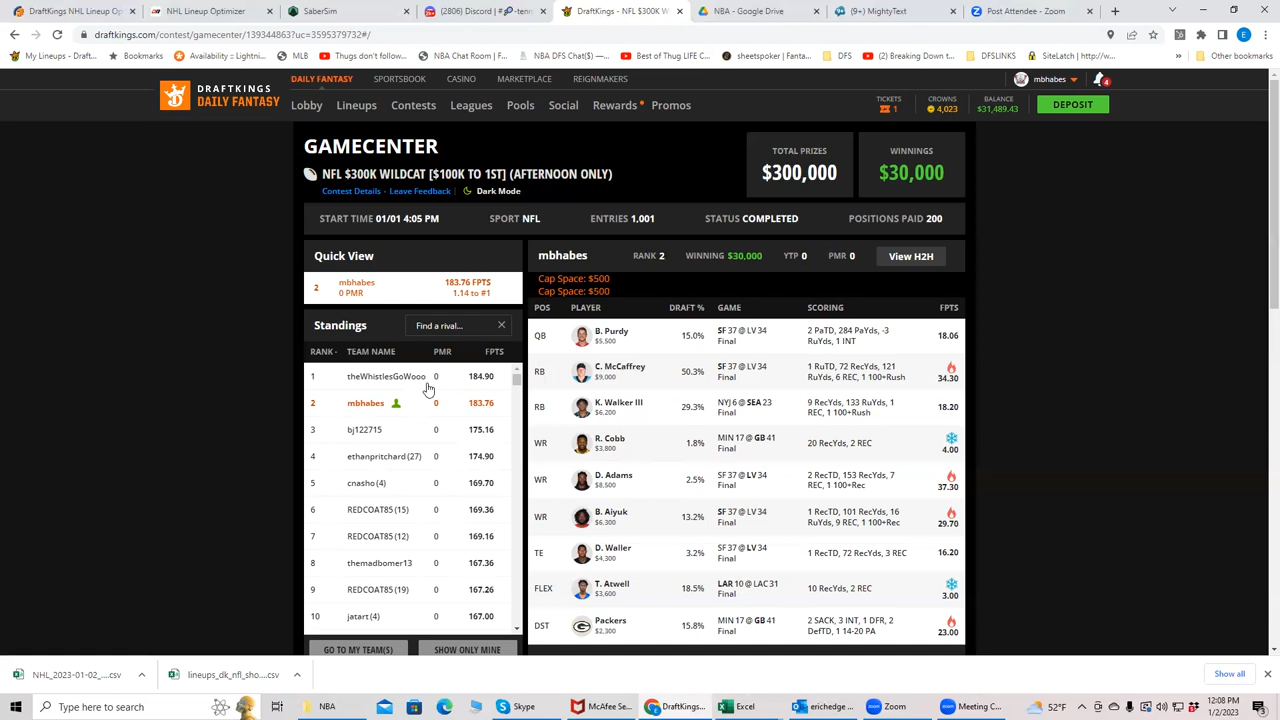 DraftKings NHL Lineup Op
NHL Lineup Optimizer
SaberSim
(2806) Discord | #🏓-tenni
DraftKings - NFL $300K W
NBA - Google Drive
(9+) MightyText
Post Attendee - Zoom
draftkings.com/contest/gamecenter/139344863?uc=3595379732#/
My Lineups - Draft...
Bookmarks
Availability = Lightni...
MLB
Thugs don't follow...
NBA Chat Room ( F...
NBA DFS Chat($) — ...
Best of Thug LIFE C...
sheetspoker | Fanta...
DFS
(2) Breaking Down t...
DFSLINKS
SiteLatch | http://w...
Other bookmarks
DRAFTKINGS
DAILY FANTASY
DAILY FANTASY SPORTSBOOK CASINO MARKETPLACE REIGNMAKERS
mbhabes
4
Lobby Lineups Contests Leagues Pools Social Rewards Promos
TICKETS CROWNS BALANCE
1 4,023 $31,489.43
DEPOSIT
GAMECENTER
NFL $300K WILDCAT [$100K TO 1ST] (AFTERNOON ONLY)
Contest Details - Leave Feedback Dark Mode
TOTAL PRIZES
$300,000
WINNINGS
$30,000
START TIME 01/01 4:05 PM SPORT NFL ENTRIES 1,001 STATUS COMPLETED POSITIONS PAID 200
Quick View
2 mbhabes 183.76 FPTS
0 PMR 1.14 to #1
Standings
Find a rival...
RANK TEAM NAME PMR FPTS
1 theWhistlesGoWooo 0 184.90
2 mbhabes 0 183.76
3 bj122715 0 175.16
4 ethanpritchard (27) 0 174.90
5 cnasho (4) 0 169.70
6 REDCOAT85 (15) 0 169.36
7 REDCOAT85 (12) 0 169.16
8 themadbomer13 0 167.36
9 REDCOAT85 (19) 0 167.26
10 jatart (4) 0 167.00
GO TO MY TEAM(S) SHOW ONLY MINE
mbhabes RANK 2 WINNING $30,000 YTP 0 PMR 0 View H2H
Cap Space: $500
Cap Space: $500
POS PLAYER DRAFT % GAME SCORING FPTS
QB B. Purdy $5,500 15.0% SF 37 @ LV 34 Final 2 PaTD, 284 PaYds, -3 RuYds, 1 INT 18.06
RB C. McCaffrey $9,000 50.3% SF 37 @ LV 34 Final 1 RuTD, 72 RecYds, 121 RuYds, 6 REC, 1 100+Rush 34.30
RB K. Walker III $6,200 29.3% NYJ 6 @ SEA 23 Final 9 RecYds, 133 RuYds, 1 REC, 1 100+Rush 18.20
WR R. Cobb $3,800 1.8% MIN 17 @ GB 41 Final 20 RecYds, 2 REC 4.00
WR D. Adams $8,500 2.5% SF 37 @ LV 34 Final 2 RecTD, 153 RecYds, 7 REC, 1 100+Rec 37.30
WR B. Aiyuk $6,300 13.2% SF 37 @ LV 34 Final 1 RecTD, 101 RecYds, 16 RuYds, 9 REC, 1 100+Rec 29.70
TE D. Waller $4,300 3.2% SF 37 @ LV 34 Final 1 RecTD, 72 RecYds, 3 REC 16.20
FLEX T. Atwell $3,600 18.5% LAR 10 @ LAC 31 Final 10 RecYds, 2 REC 3.00
DST Packers $2,300 15.8% MIN 17 @ GB 41 Final 2 SACK, 3 INT, 1 DFR, 2 DefTD, 1 14-20 PA 23.00
NHL_2023-01-02_....csv
lineups_dk_nfl_sho....csv
Show all
Type here to search
NBA
Skype
McAfee Se...
DraftKings...
Excel
erichedge ...
Zoom
Meeting C...
52°F
12:08 PM
1/2/2023